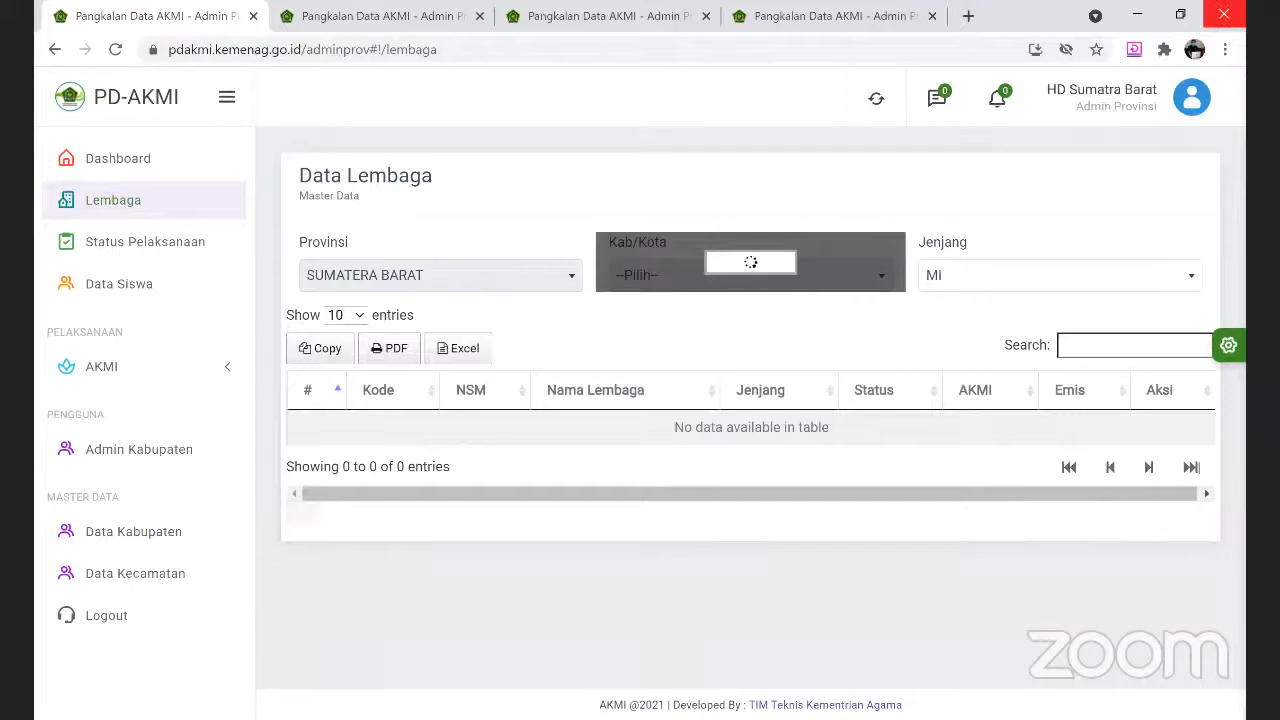 Pangkalan Data AKMI - Admin P
Pangkalan Data AKMI - Admin P
Pangkalan Data AKMI - Admin P
Pangkalan Data AKMI - Admin P
pdakmi.kemenag.go.id/adminprov#!/lembaga
PD-AKMI
0
0
HD Sumatra Barat
Admin Provinsi
Dashboard
Lembaga
Status Pelaksanaan
Data Siswa
PELAKSANAAN
AKMI
PENGGUNA
Admin Kabupaten
MASTER DATA
Data Kabupaten
Data Kecamatan
Logout
Data Lembaga
Master Data
Provinsi
Kab/Kota
Jenjang
SUMATERA BARAT
--Pilih--
MI
Show 10 entries
Copy
PDF
Excel
Search:
# Kode NSM Nama Lembaga Jenjang Status AKMI Emis Aksi
No data available in table
Showing 0 to 0 of 0 entries
zoom
AKMI @2021 | Developed By : TIM Teknis Kementrian Agama